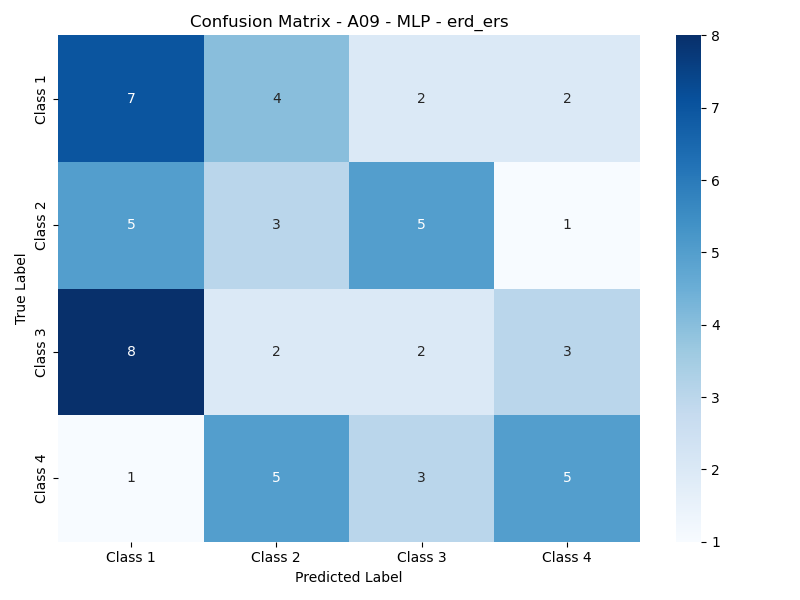 Confusion Matrix - A09 - MLP - erd_ers
True Label
Class 1
7 4 2 2
Class 2
5 3 5 1
Class 3
8 2 2 3
Class 4
1 5 3 5
Class 1 Class 2 Class 3 Class 4
Predicted Label
8
7
6
5
4
3
2
1